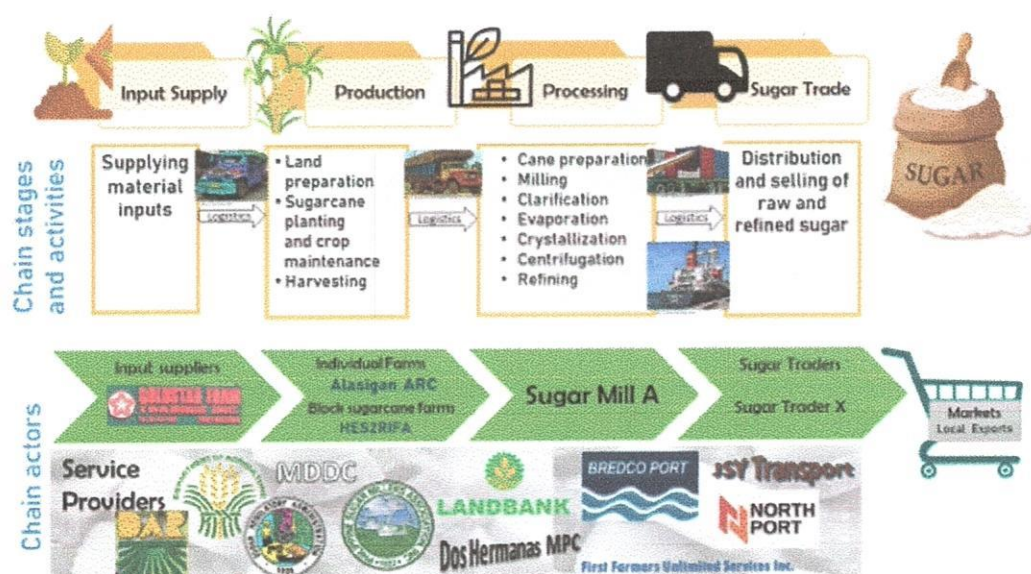 Input Supply
Production
Processing
Sugar Trade
SUGAR
Chain stages
and activities
Supplying
material
inputs
Logistics
• Land
preparation
• Sugarcane
planting
and crop
maintenance
• Harvesting
Logistics
• Cane preparation
• Milling
• Clarification
• Evaporation
• Crystallization
• Centrifugation
• Refining
Logistics
Distribution
and selling of
raw and
refined sugar
Chain actors
Input suppliers
Individual Farms
Alasigan ARC
Block sugarcane farms
HESZRIFA
Sugar Mill A
Sugar Traders
Sugar Trader X
Markets
Local Exports
Service
Providers
DAR
MDDC
LANDBANK
Dos Hermanas MPC
BREDCO PORT
JSY Transport
NORTH
PORT
First Farmers Unlimited Services Inc.